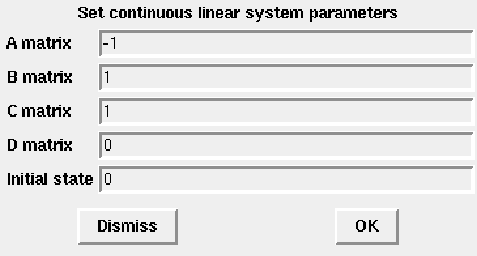 Set continuous linear system parameters
A matrix -1
B matrix 1
C matrix 1
D matrix 0
Initial state 0
Dismiss OK